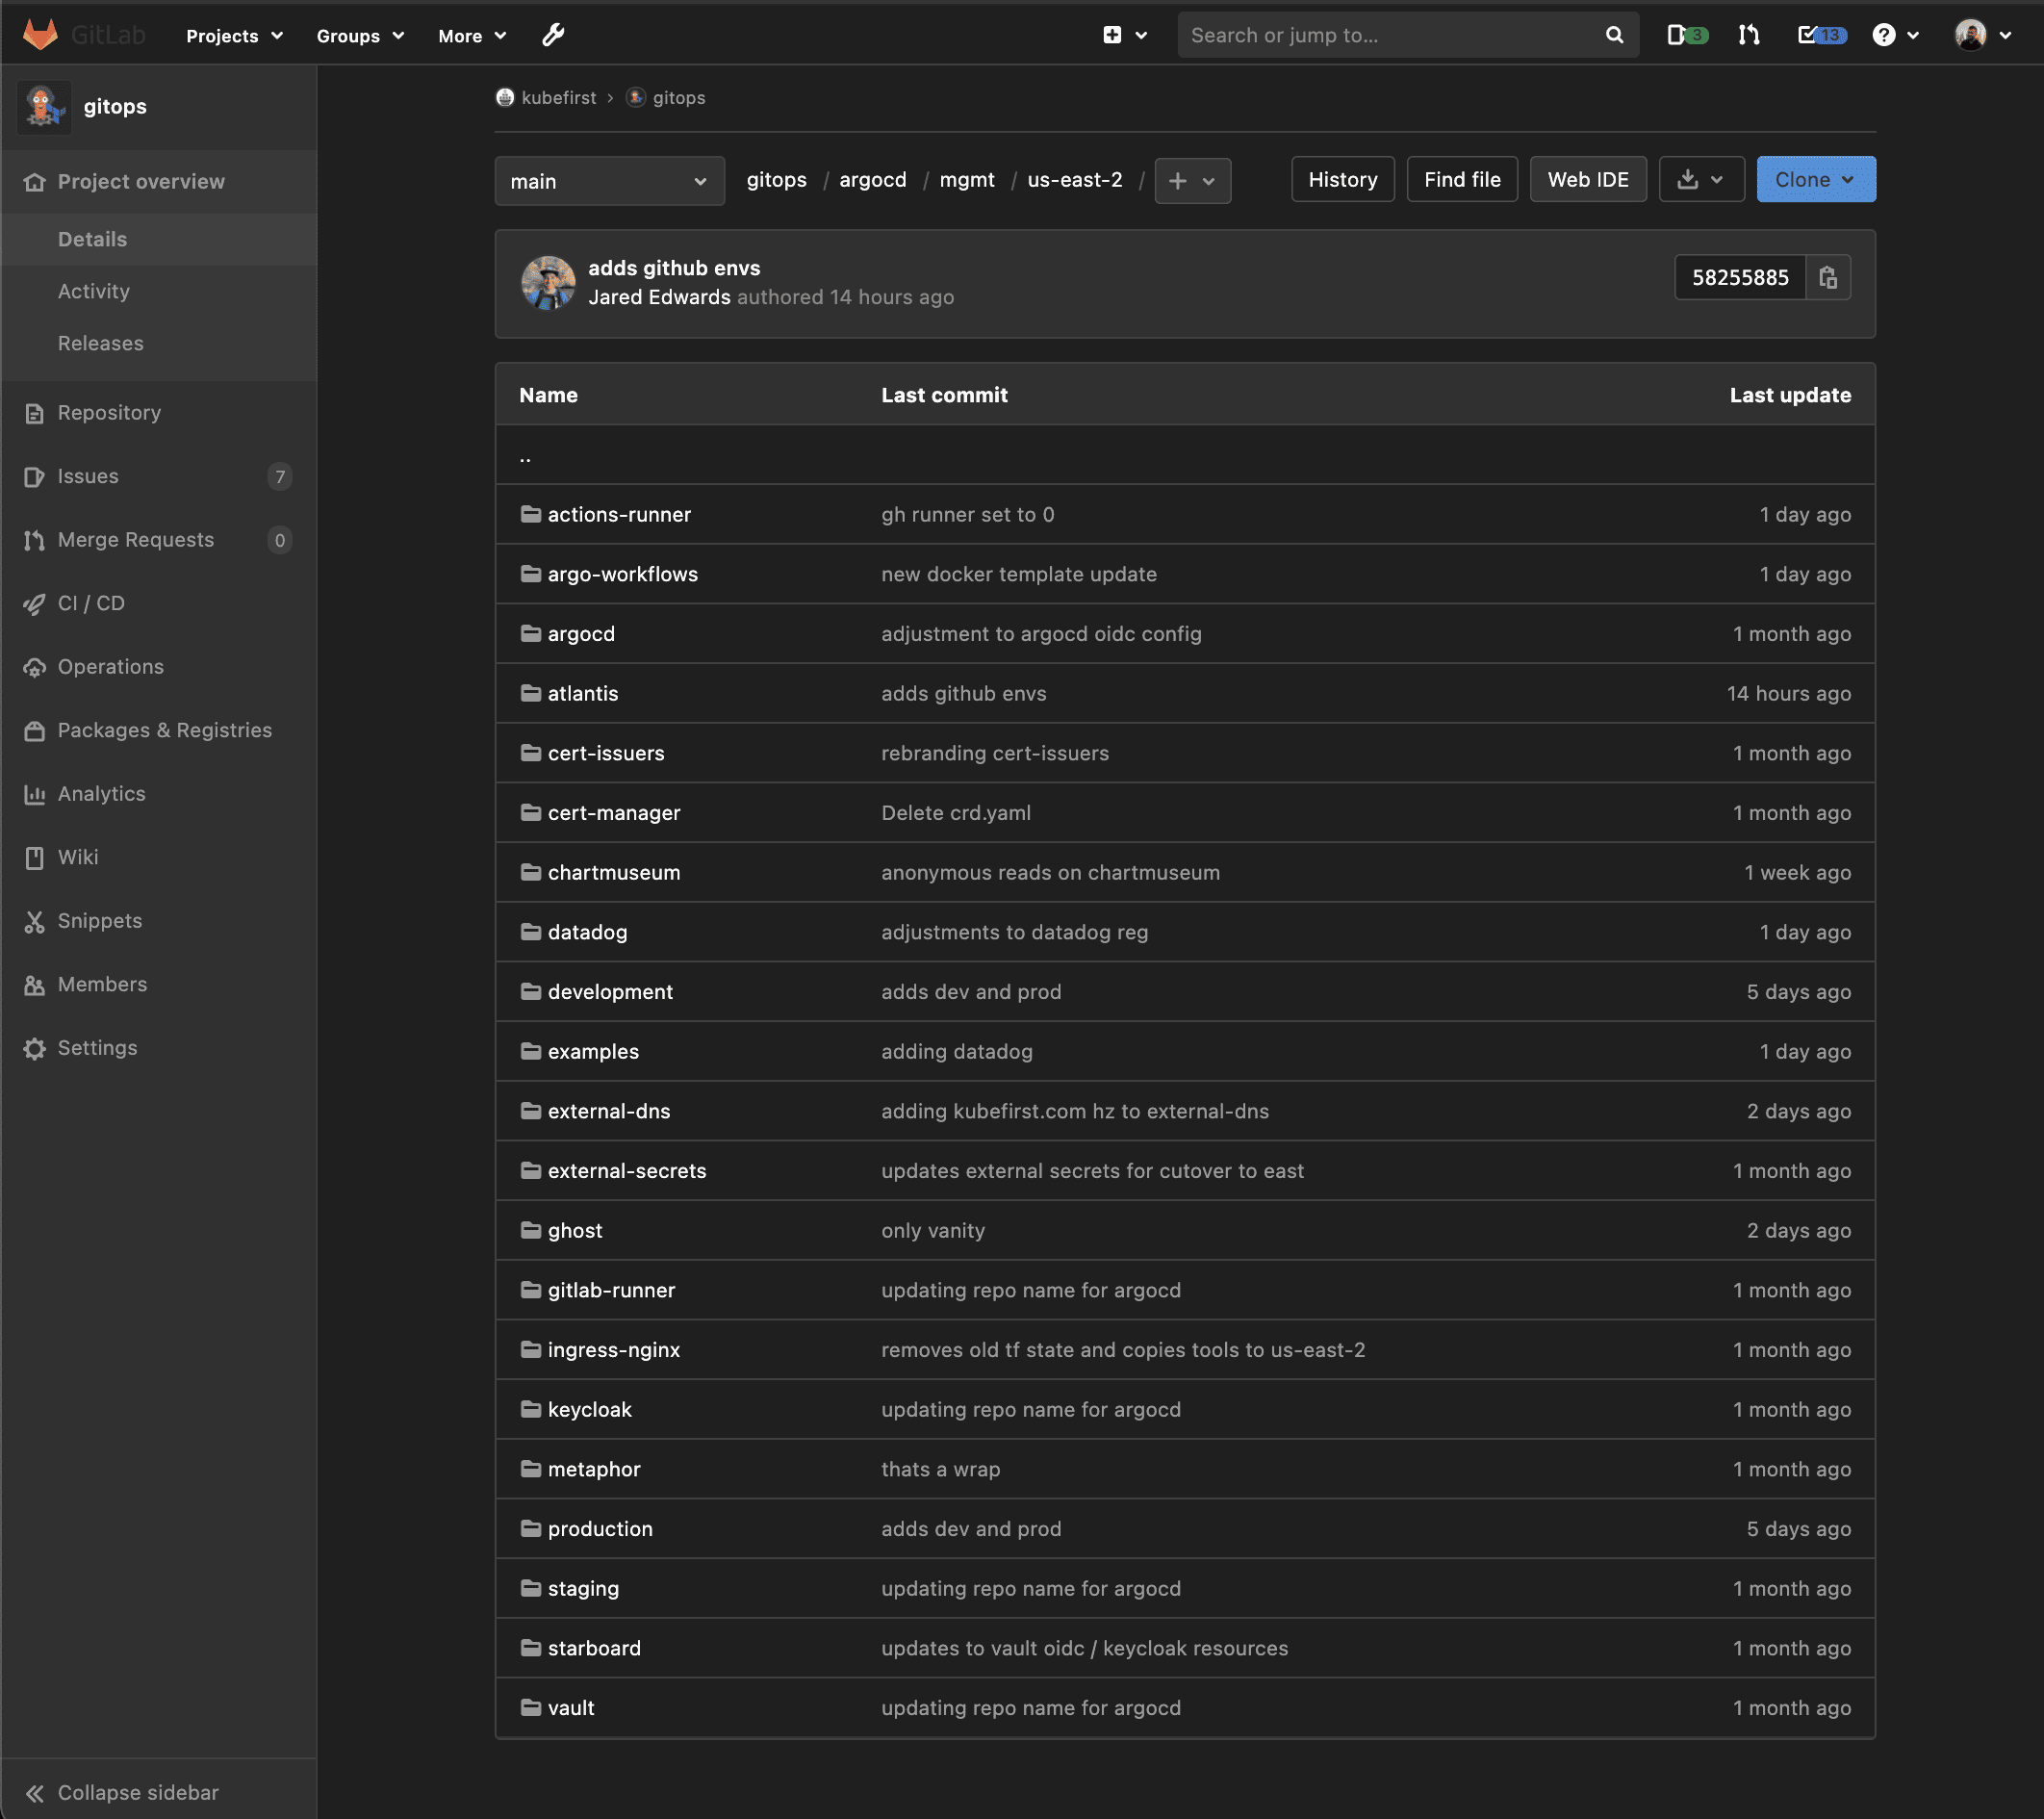 GitLab Projects Groups More Search or jump to... 3 13
gitops
Project overview
Details
Activity
Releases
Repository
Issues 7
Merge Requests 0
CI / CD
Operations
Packages & Registries
Analytics
Wiki
Snippets
Members
Settings
Collapse sidebar
kubefirst › gitops
main gitops / argocd / mgmt / us-east-2 / + History Find file Web IDE Clone
adds github envs
Jared Edwards authored 14 hours ago
58255885
Name Last commit Last update
..
actions-runner gh runner set to 0 1 day ago
argo-workflows new docker template update 1 day ago
argocd adjustment to argocd oidc config 1 month ago
atlantis adds github envs 14 hours ago
cert-issuers rebranding cert-issuers 1 month ago
cert-manager Delete crd.yaml 1 month ago
chartmuseum anonymous reads on chartmuseum 1 week ago
datadog adjustments to datadog reg 1 day ago
development adds dev and prod 5 days ago
examples adding datadog 1 day ago
external-dns adding kubefirst.com hz to external-dns 2 days ago
external-secrets updates external secrets for cutover to east 1 month ago
ghost only vanity 2 days ago
gitlab-runner updating repo name for argocd 1 month ago
ingress-nginx removes old tf state and copies tools to us-east-2 1 month ago
keycloak updating repo name for argocd 1 month ago
metaphor thats a wrap 1 month ago
production adds dev and prod 5 days ago
staging updating repo name for argocd 1 month ago
starboard updates to vault oidc / keycloak resources 1 month ago
vault updating repo name for argocd 1 month ago